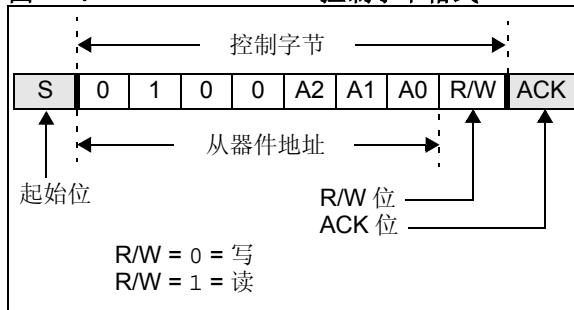 控制字节
S 0 1 0 0 A2 A1 A0 R/W ACK
从器件地址
起始位
R/W 位
ACK 位
R/W = 0 = 写
R/W = 1 = 读